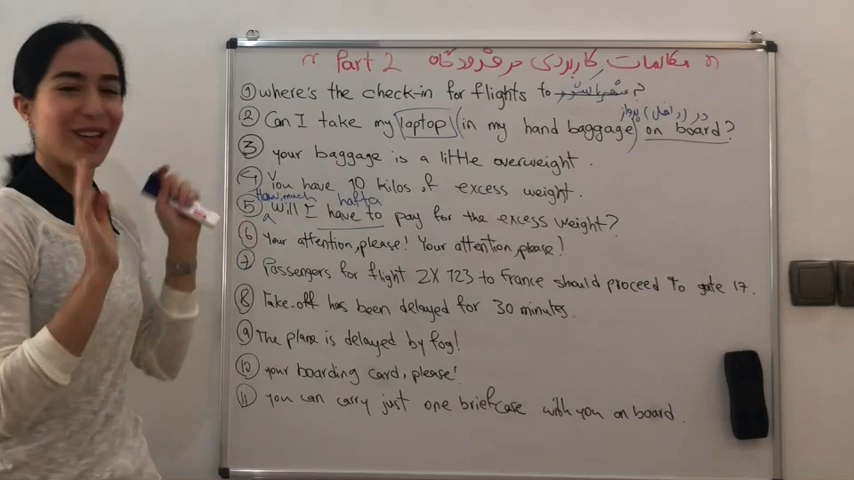 ~ Part 2 مکالمات کاربردی در فرودگاه
① where's the check-in for flights to ?
در (داخل) پرواز
② Can I take my (laptop) (in my hand baggage) on board?
③ your baggage is a little overweight.
④ You have 10 kilos of excess weight.
How much hafta
⑤ Will I have to pay for the excess weight?
⑥ Your attention, please! Your attention, please!
⑦ Passengers for flight ZX 123 to France should proceed to gate 17.
⑧ Take-off has been delayed for 30 minutes.
⑨ The plane is delayed by fog!
⑩ your boarding card, please!
⑪ you can carry just one briefcase with you on board.